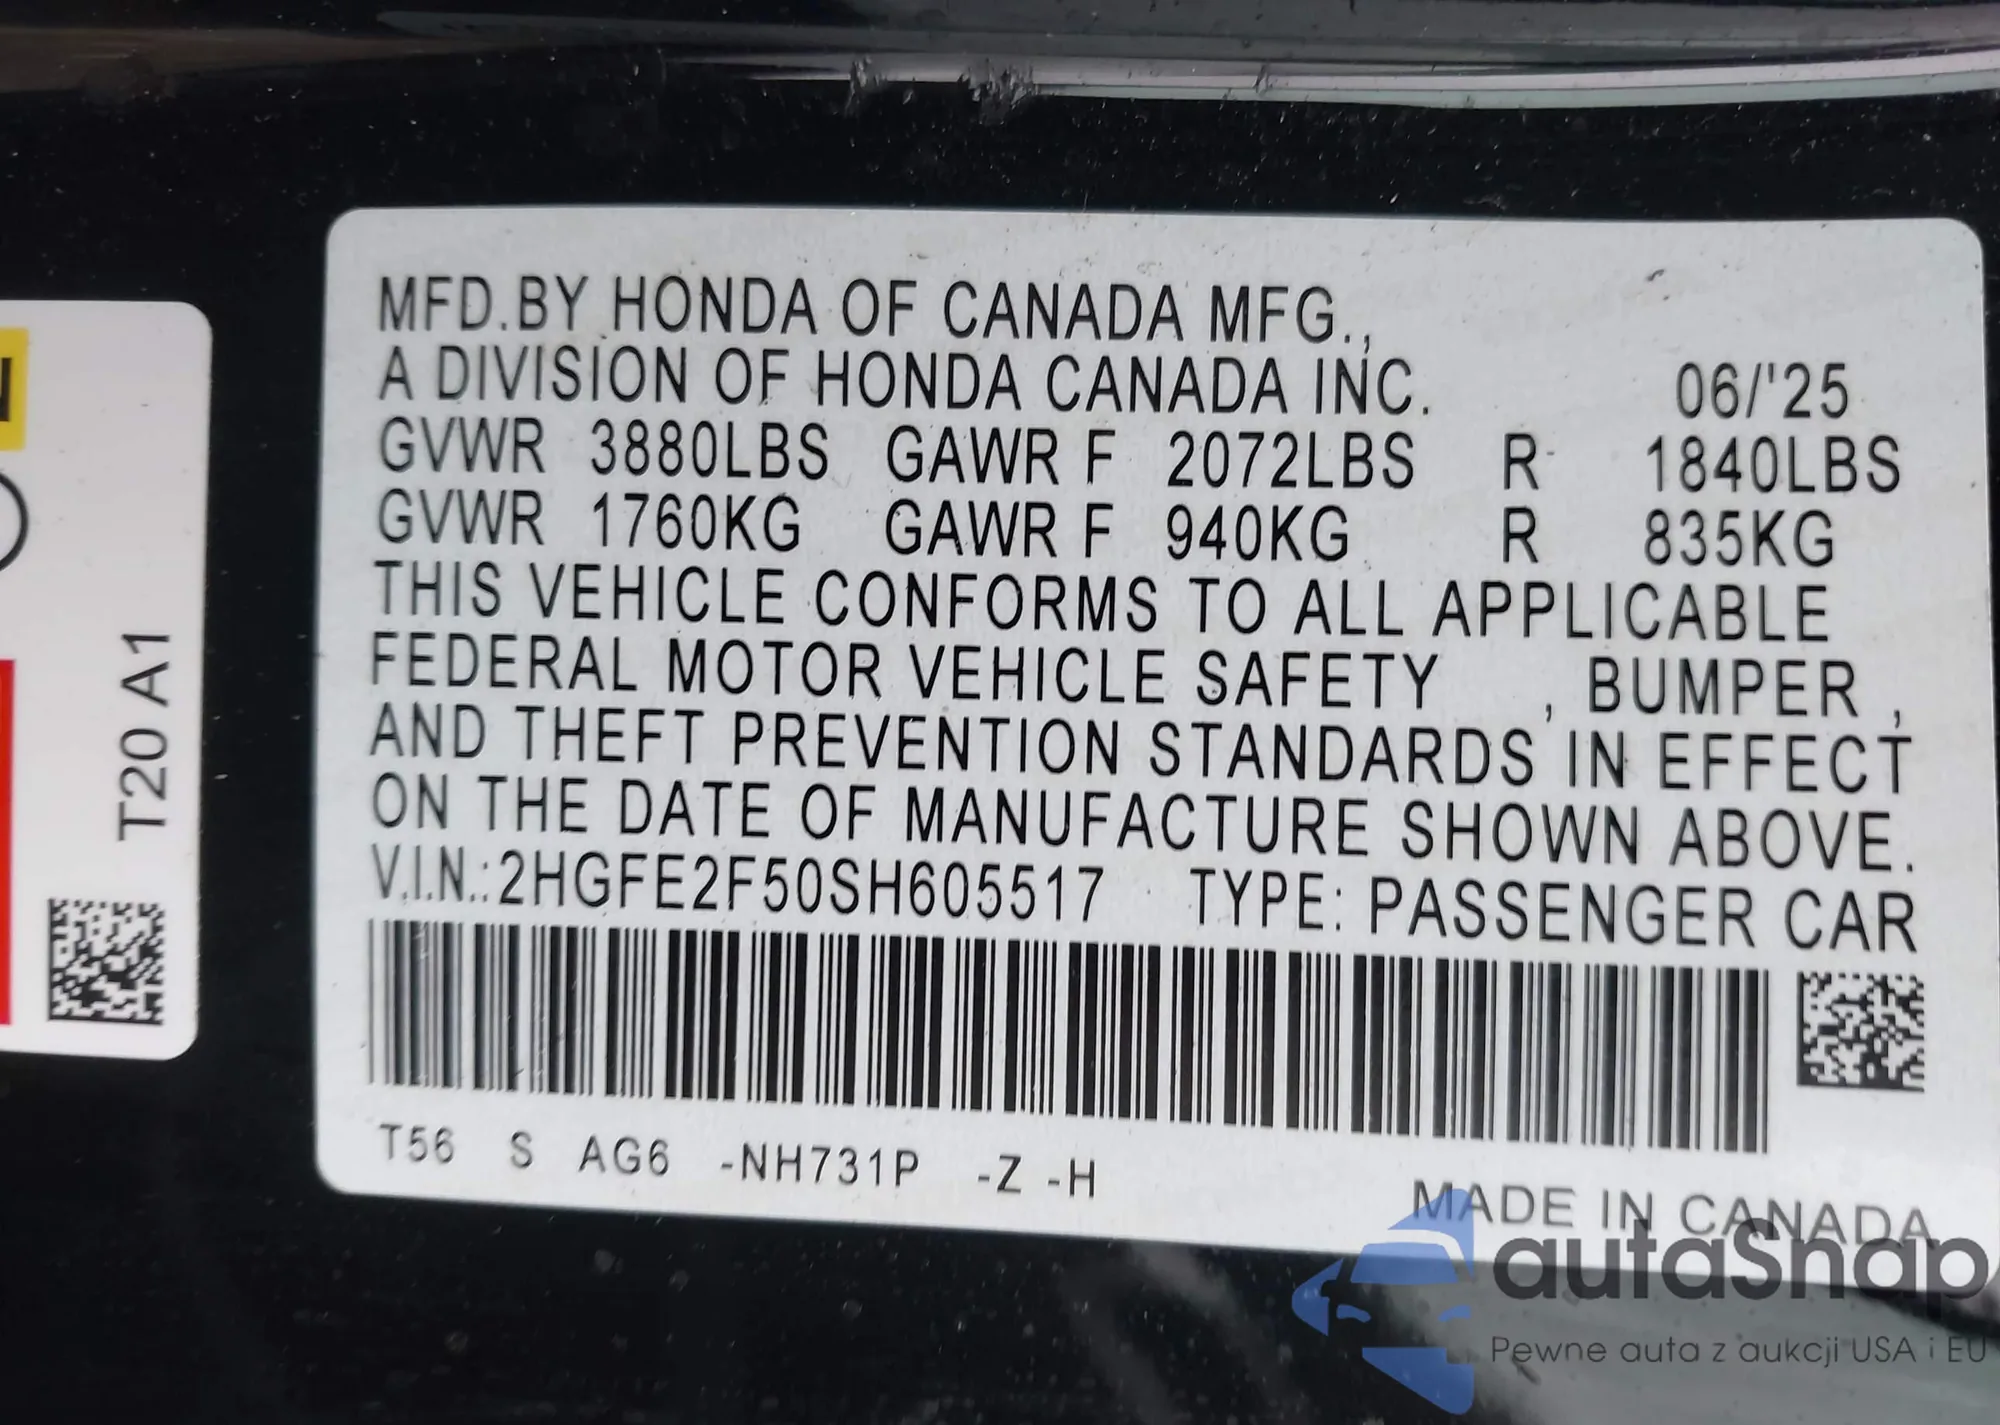 MFD.BY HONDA OF CANADA MFG.,
A DIVISION OF HONDA CANADA INC. 06/'25
GVWR 3880LBS GAWR F 2072LBS R 1840LBS
GVWR 1760KG GAWR F 940KG R 835KG
THIS VEHICLE CONFORMS TO ALL APPLICABLE
FEDERAL MOTOR VEHICLE SAFETY , BUMPER ,
AND THEFT PREVENTION STANDARDS IN EFFECT
ON THE DATE OF MANUFACTURE SHOWN ABOVE.
V.I.N.: 2HGFE2F50SH605517 TYPE: PASSENGER CAR
T56 S AG6 -NH731P -Z -H
MADE IN CANADA
T20 A1
autaSnap
Pewne auta z aukcji USA i EU